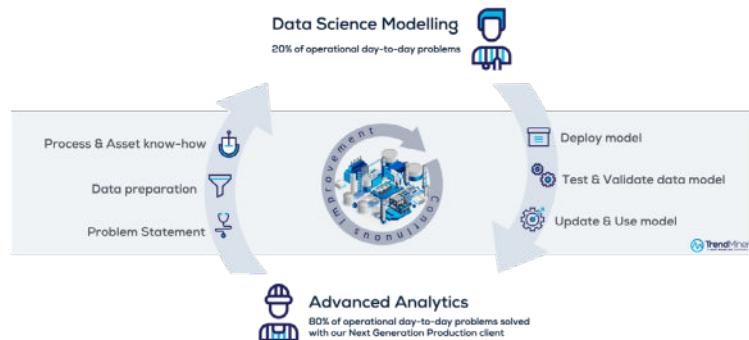 Data Science Modelling
20% of operational day-to-day problems
Process & Asset know-how
Data preparation
Problem Statement
Continuous Improvement
Deploy model
Test & Validate data model
Update & Use model
TrendMiner
Advanced Analytics
80% of operational day-to-day problems solved
with our Next Generation Production client